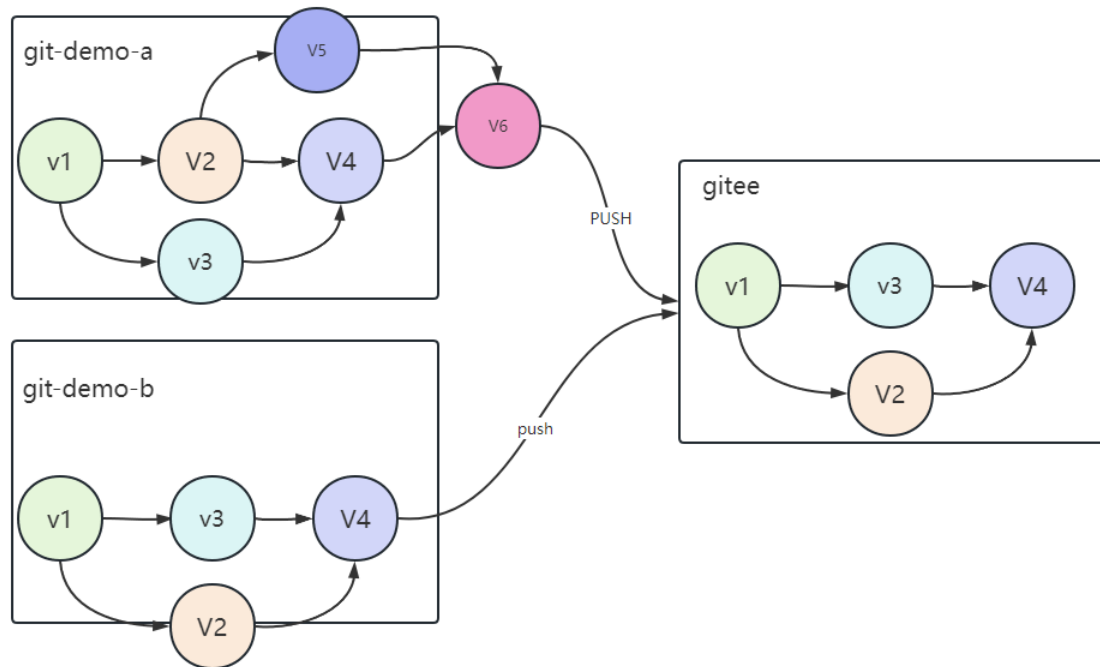 git-demo-a
V5
V6
v1
V2
V4
v3
PUSH
gitee
v1
v3
V4
V2
git-demo-b
push
v1
v3
V4
V2